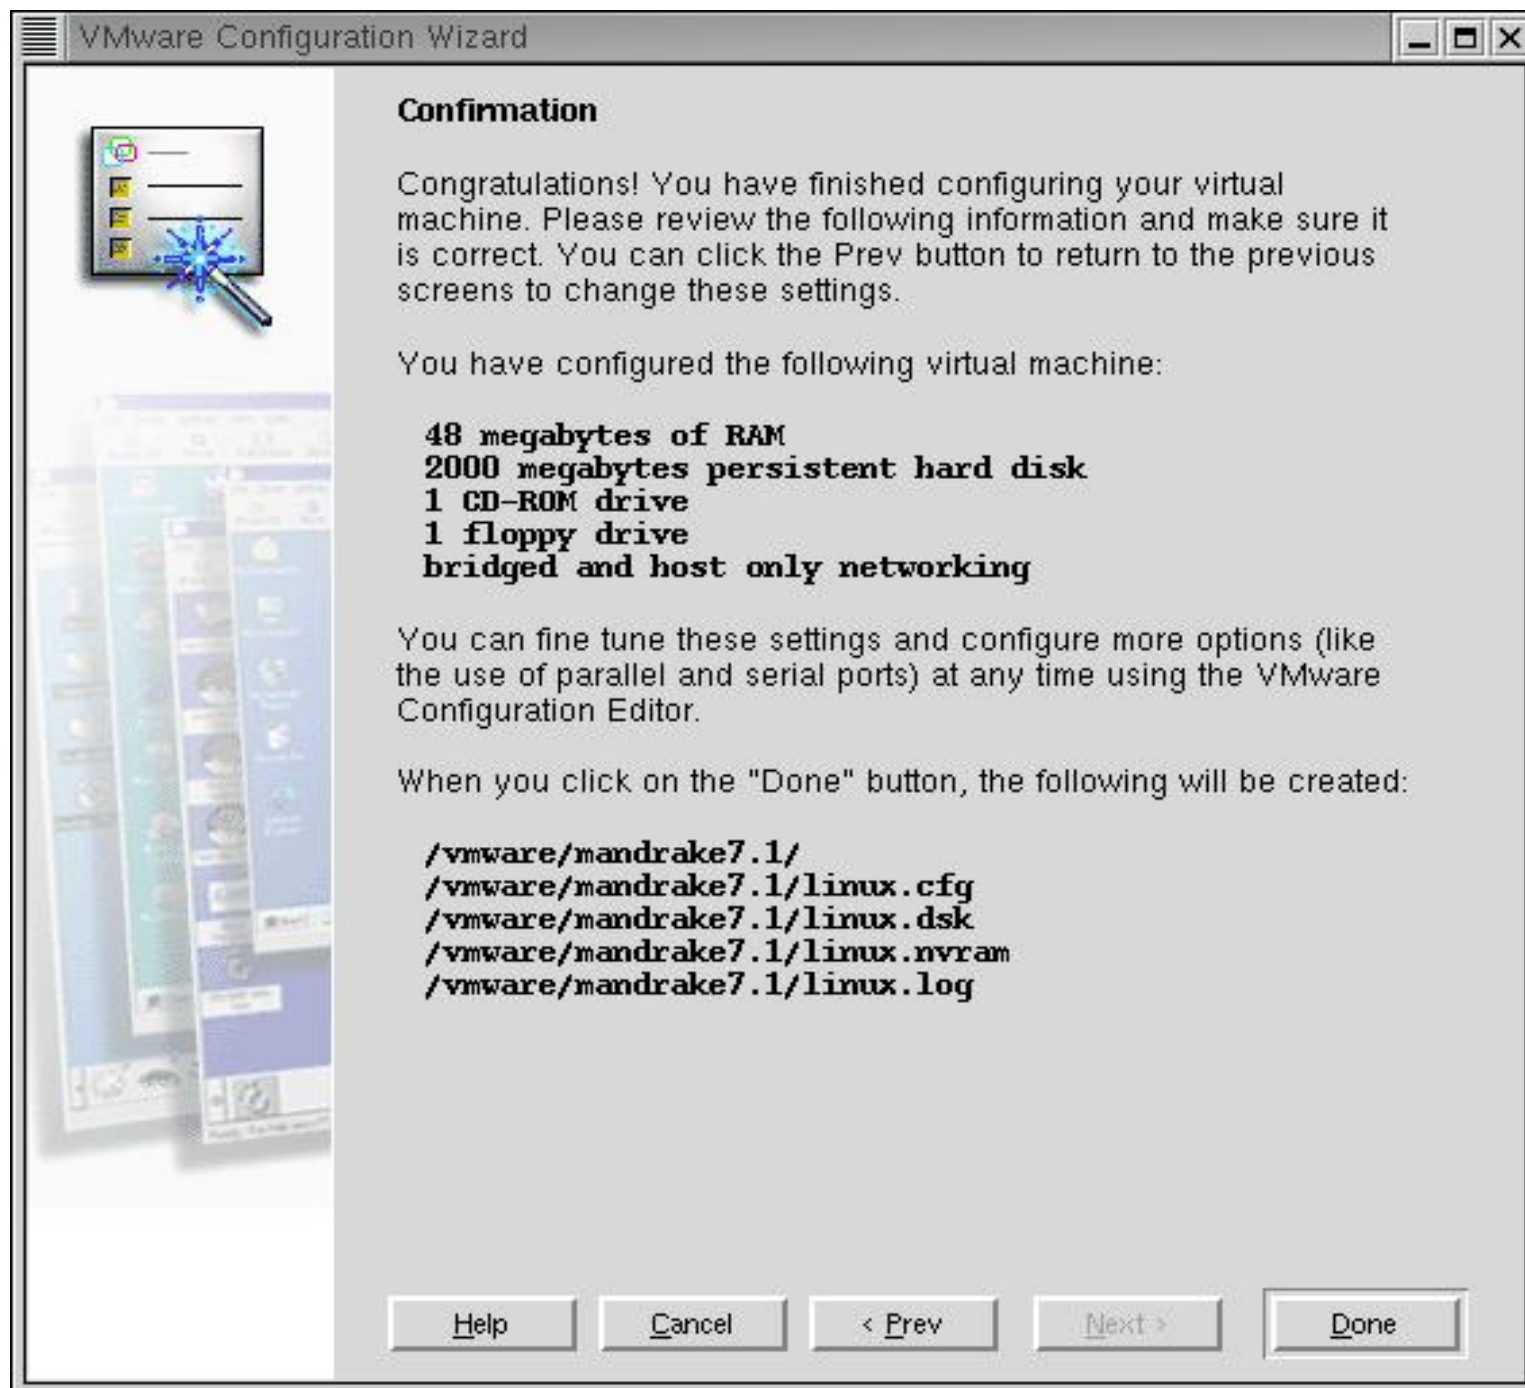 VMware Configuration Wizard
Confirmation
Congratulations! You have finished configuring your virtual
machine. Please review the following information and make sure it
is correct. You can click the Prev button to return to the previous
screens to change these settings.
You have configured the following virtual machine:
48 megabytes of RAM
2000 megabytes persistent hard disk
1 CD-ROM drive
1 floppy drive
bridged and host only networking
You can fine tune these settings and configure more options (like
the use of parallel and serial ports) at any time using the VMware
Configuration Editor.
When you click on the "Done" button, the following will be created:
/vmware/mandrake7.1/
/vmware/mandrake7.1/linux.cfg
/vmware/mandrake7.1/linux.dsk
/vmware/mandrake7.1/linux.nvram
/vmware/mandrake7.1/linux.log
Help Cancel < Prev Next > Done